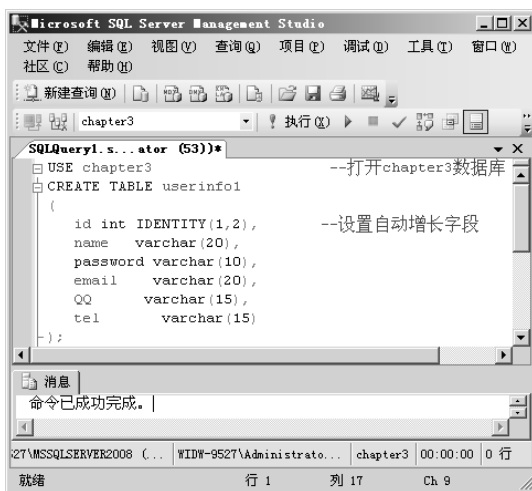 Microsoft SQL Server Management Studio
文件(F) 编辑(E) 视图(V) 查询(Q) 项目(P) 调试(D) 工具(T) 窗口(W)
社区(C) 帮助(H)
新建查询(N)
chapter3 执行(X)
SQLQuery1.s...ator (53))*
USE chapter3 --打开chapter3数据库
CREATE TABLE userinfo1
(
id int IDENTITY(1,2), --设置自动增长字段
name varchar(20),
password varchar(10),
email varchar(20),
QQ varchar(15),
tel varchar(15)
);
消息
命令已成功完成。
27\MSSQLSERVER2008 (... WIDW-9527\Administrato... chapter3 00:00:00 0 行
就绪 行 1 列 17 Ch 9